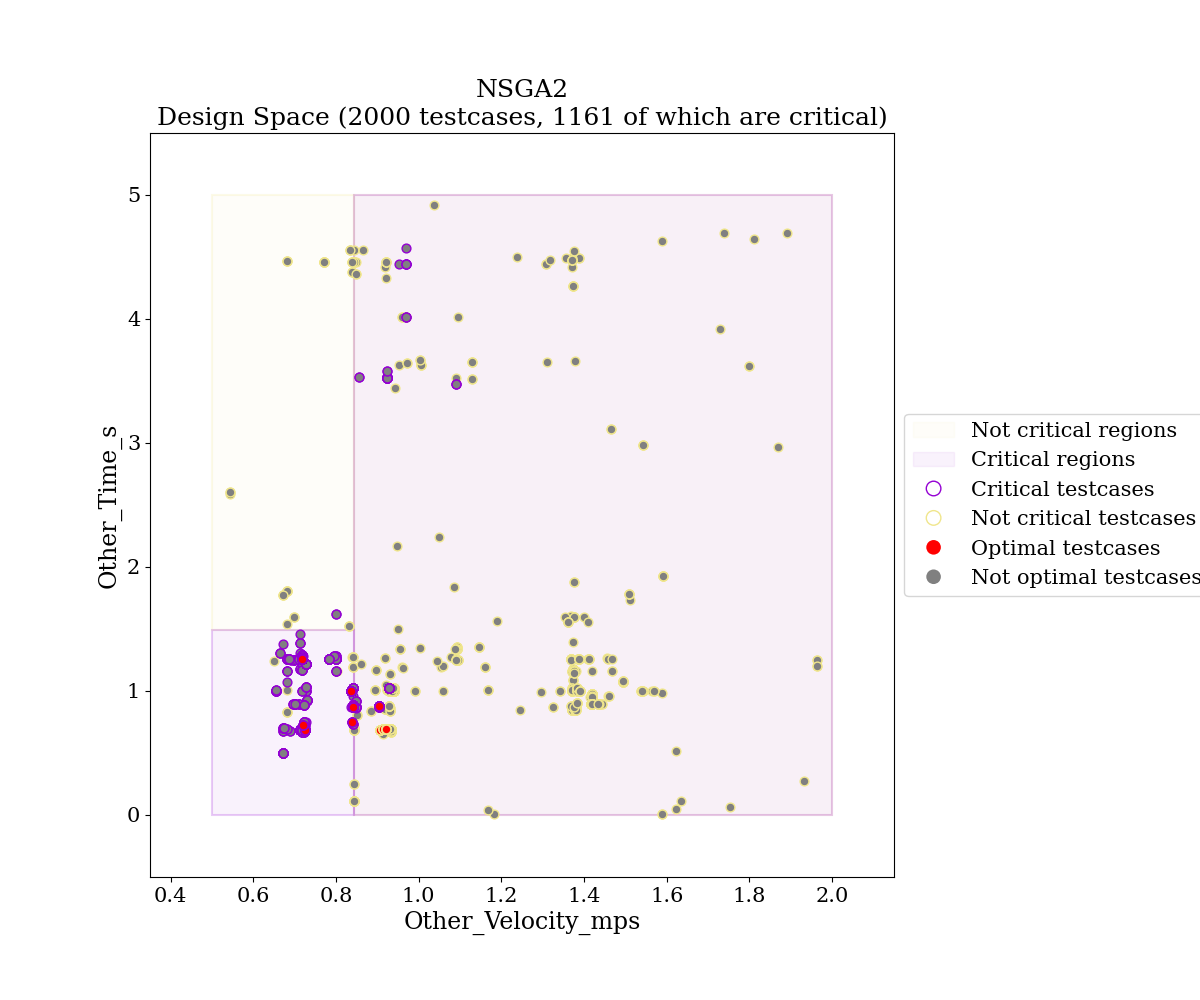 NSGA2
Design Space (2000 testcases, 1161 of which are critical)
5
4
3
2
1
0
Other_Time_s
0.4 0.6 0.8 1.0 1.2 1.4 1.6 1.8 2.0
Other_Velocity_mps
Not critical regions
Critical regions
Critical testcases
Not critical testcases
Optimal testcases
Not optimal testcases